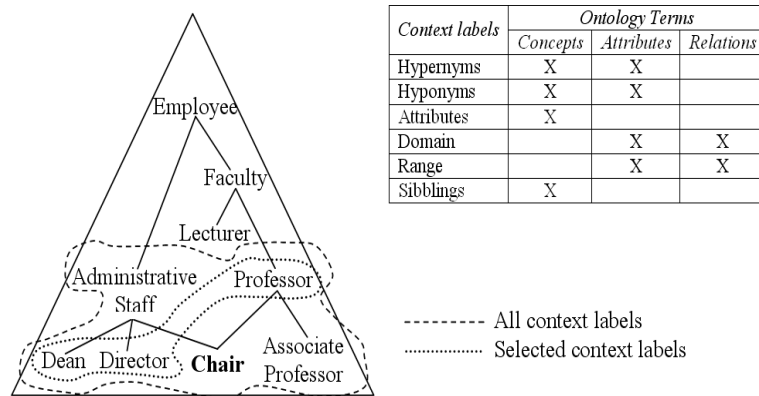 Employee
Faculty
Lecturer
Administrative
Staff
Professor
Dean
Director
Chair
Associate
Professor
Context labels Ontology Terms
Concepts Attributes Relations
Hypernyms X X
Hyponyms X X
Attributes X
Domain X X
Range X X
Sibblings X
All context labels
Selected context labels